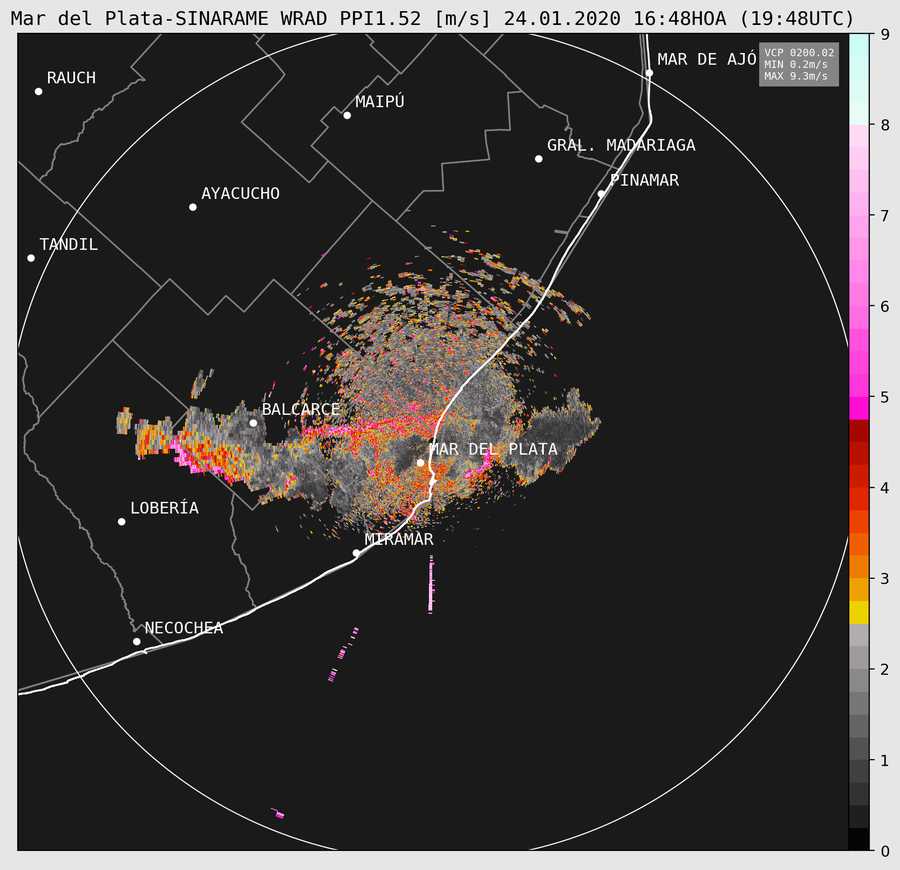 Mar del Plata-SINARAME WRAD PPI1.52 [m/s] 24.01.2020 16:48HOA (19:48UTC)
VCP 0200.02
MIN 0.2m/s
MAX 9.3m/s
MAR DE AJÓ
RAUCH
MAIPÚ
GRAL. MADARIAGA
PINAMAR
AYACUCHO
TANDIL
BALCARCE
MAR DEL PLATA
LOBERÍA
MIRAMAR
NECOCHEA
9
8
7
6
5
4
3
2
1
0